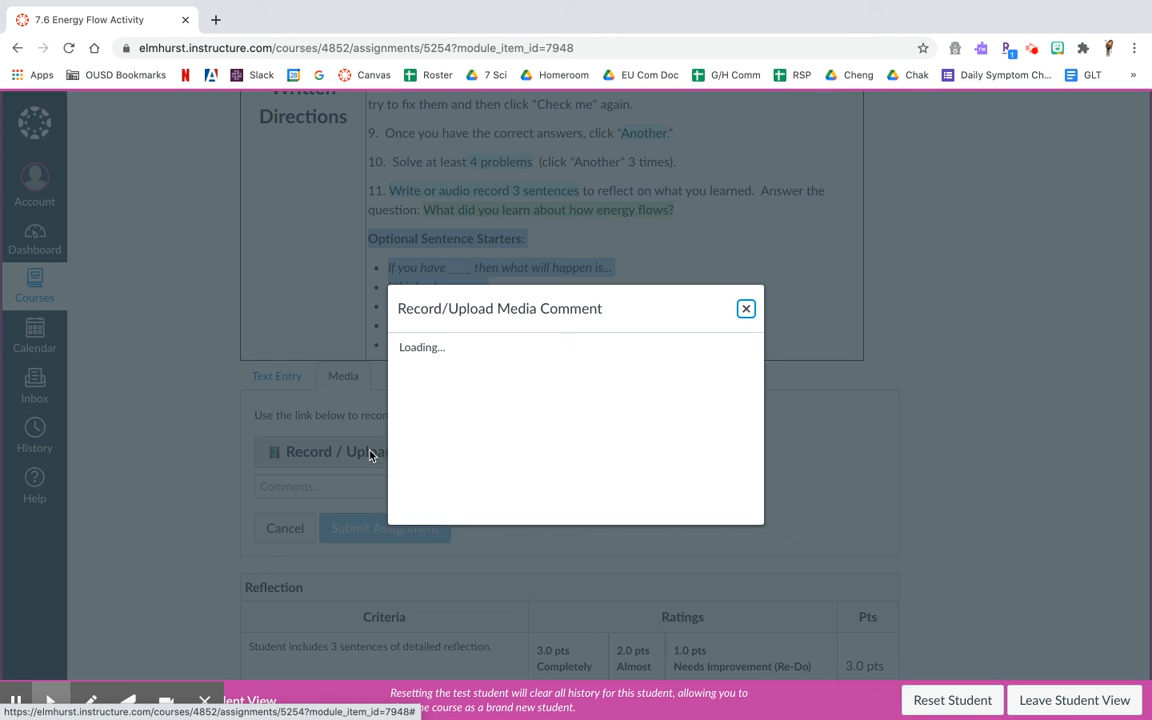 7.6 Energy Flow Activity
elmhurst.instructure.com/courses/4852/assignments/5254?module_item_id=7948
1
Apps OUSD Bookmarks Slack Canvas Roster 7 Sci Homeroom EU Com Doc G/H Comm RSP Cheng Chak Daily Symptom Ch... GLT »
Written
Directions
try to fix them and then click "Check me" again.
9. Once you have the correct answers, click "Another."
10. Solve at least 4 problems (click "Another" 3 times).
11. Write or audio record 3 sentences to reflect on what you learned. Answer the
question: What did you learn about how energy flows?
Optional Sentence Starters:
If you have ____ then what will happen is...
Account
Dashboard
Courses
Calendar
Inbox
History
Help
Record/Upload Media Comment
Loading...
Text Entry Media
Use the link below to recor
Record / Uploa
Comments...
Cancel Submit Assignment
Reflection
Criteria Ratings Pts
Student includes 3 sentences of detailed reflection.
3.0 pts 2.0 pts 1.0 pts
Completely Almost Needs Improvement (Re-Do) 3.0 pts
dent View
Resetting the test student will clear all history for this student, allowing you to
e course as a brand new student.
Reset Student Leave Student View
https://elmhurst.instructure.com/courses/4852/assignments/5254?module_item_id=7948#